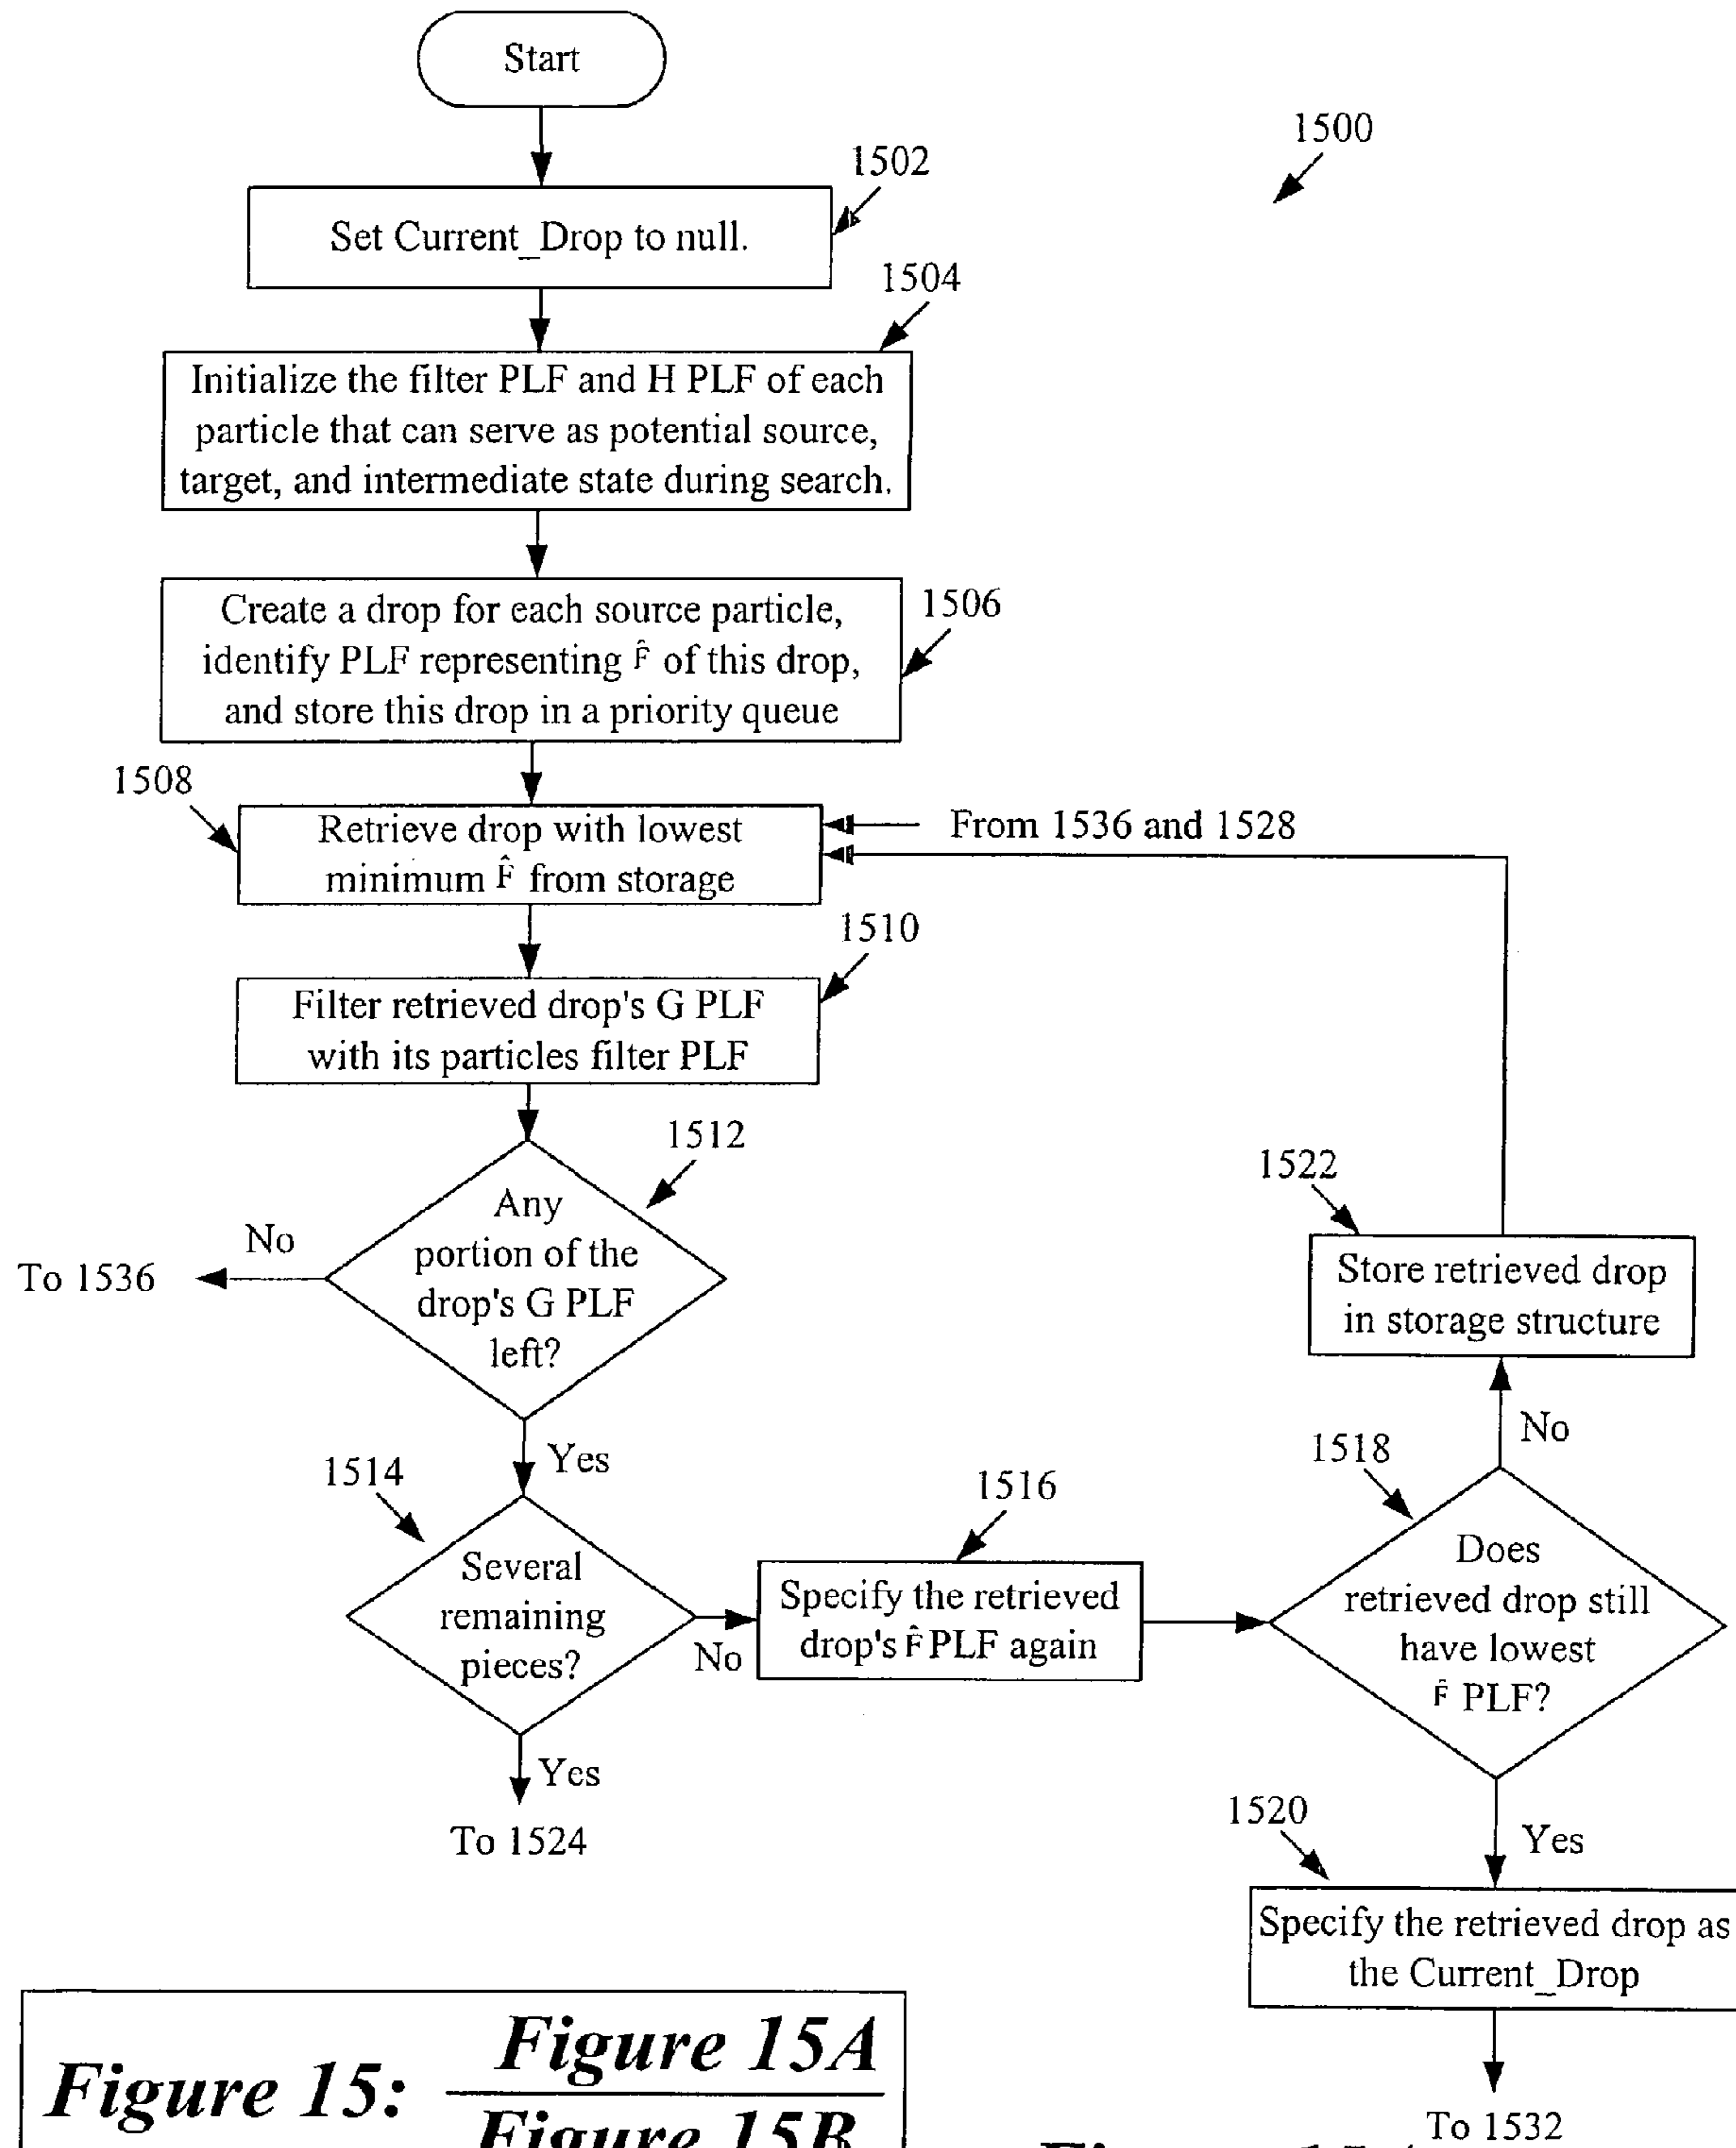 Start
1500
1502
Set Current_Drop to null.
1504
Initialize the filter PLF and H PLF of each
particle that can serve as potential source,
target, and intermediate state during search.
1506
Create a drop for each source particle,
identify PLF representing F̂ of this drop,
and store this drop in a priority queue
1508
Retrieve drop with lowest
minimum F̂ from storage
From 1536 and 1528
1510
Filter retrieved drop's G PLF
with its particles filter PLF
1512
Any
portion of the
drop's G PLF
left?
No
To 1536
Yes
1514
Several
remaining
pieces?
No
Yes
To 1524
1516
Specify the retrieved
drop's F̂ PLF again
1518
Does
retrieved drop still
have lowest
F̂ PLF?
No
1522
Store retrieved drop
in storage structure
Yes
1520
Specify the retrieved drop as
the Current_Drop
To 1532
Figure 15:
Figure 15A
Figure 15B